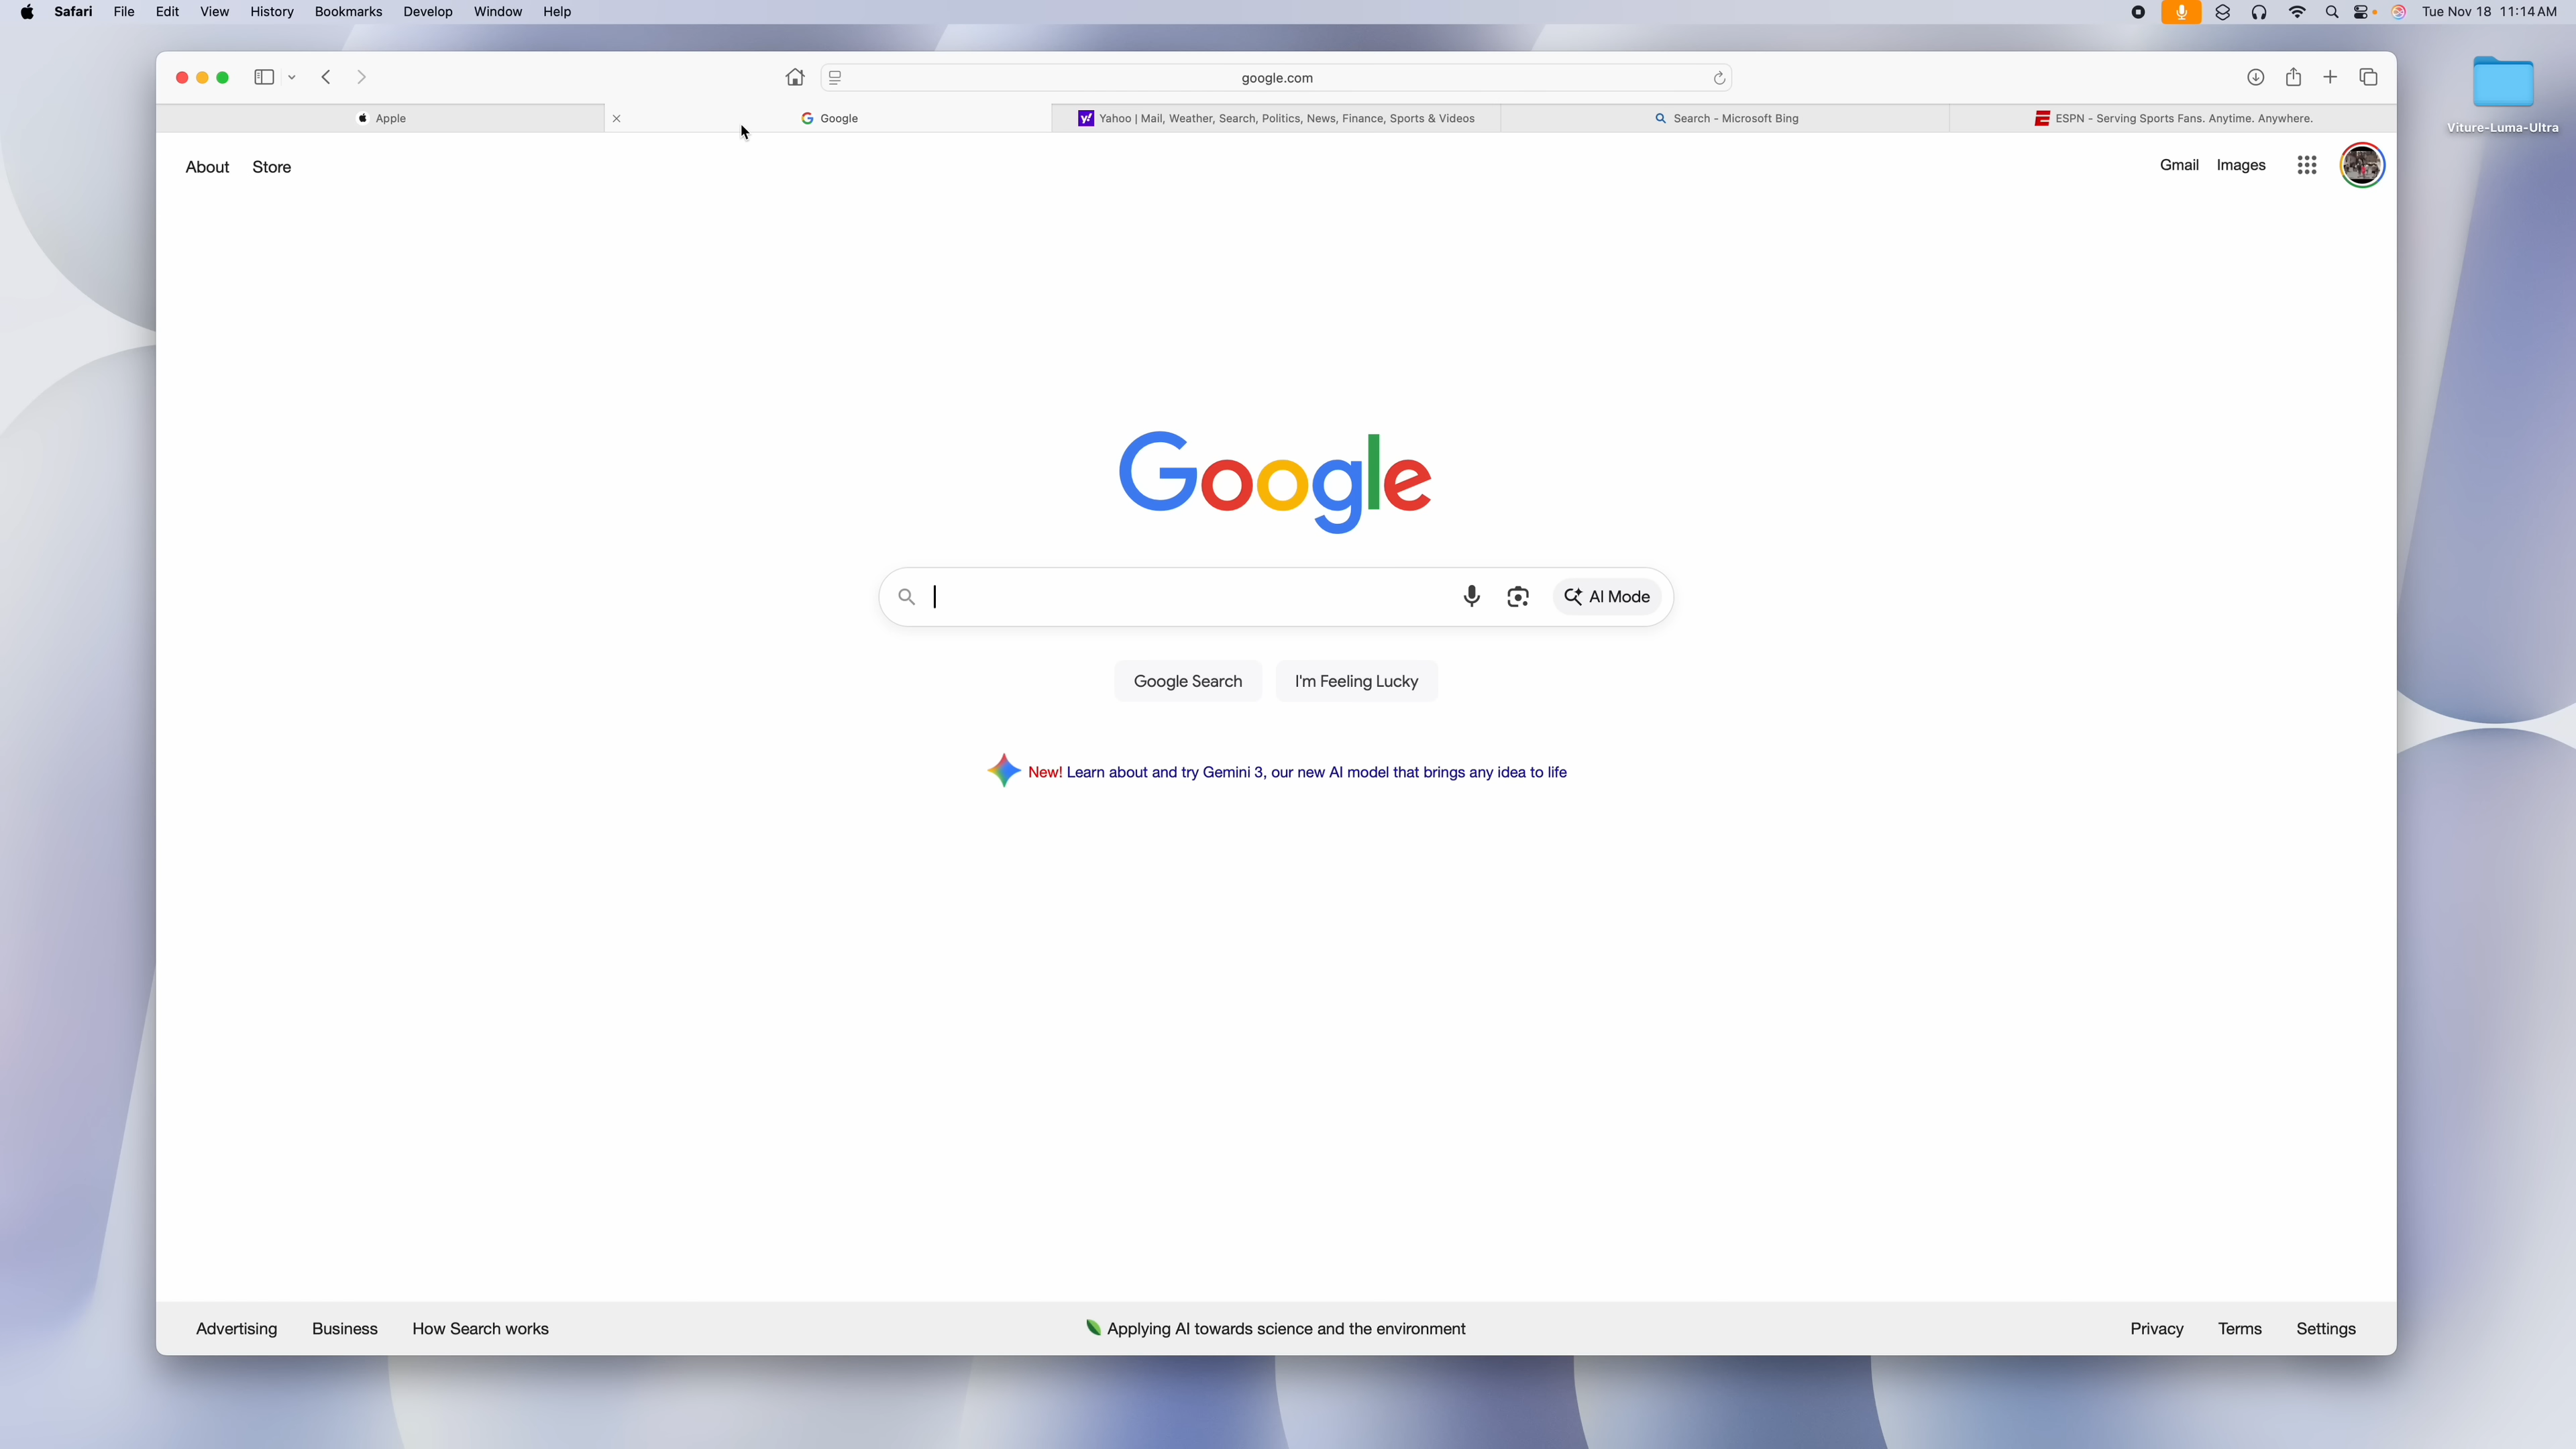 Safari File Edit View History Bookmarks Develop Window Help Tue Nov 18 11:14 AM
google.com
Apple Google Yahoo | Mail, Weather, Search, Politics, News, Finance, Sports & Videos Search - Microsoft Bing ESPN - Serving Sports Fans. Anytime. Anywhere.
Viture-Luma-Ultra
About Store Gmail Images
Google
AI Mode
Google Search I'm Feeling Lucky
New! Learn about and try Gemini 3, our new AI model that brings any idea to life
Advertising Business How Search works Applying AI towards science and the environment Privacy Terms Settings